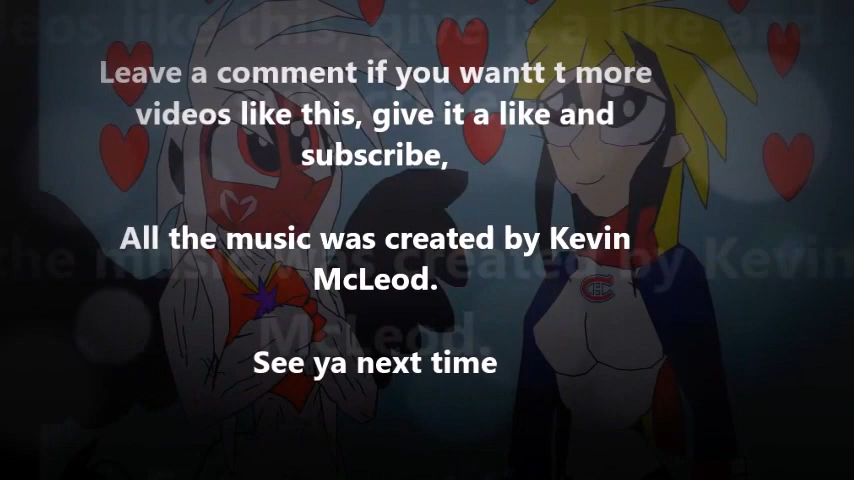 Leave a comment if you wantt t more
videos like this, give it a like and
subscribe,
All the music was created by Kevin
McLeod.
See ya next time